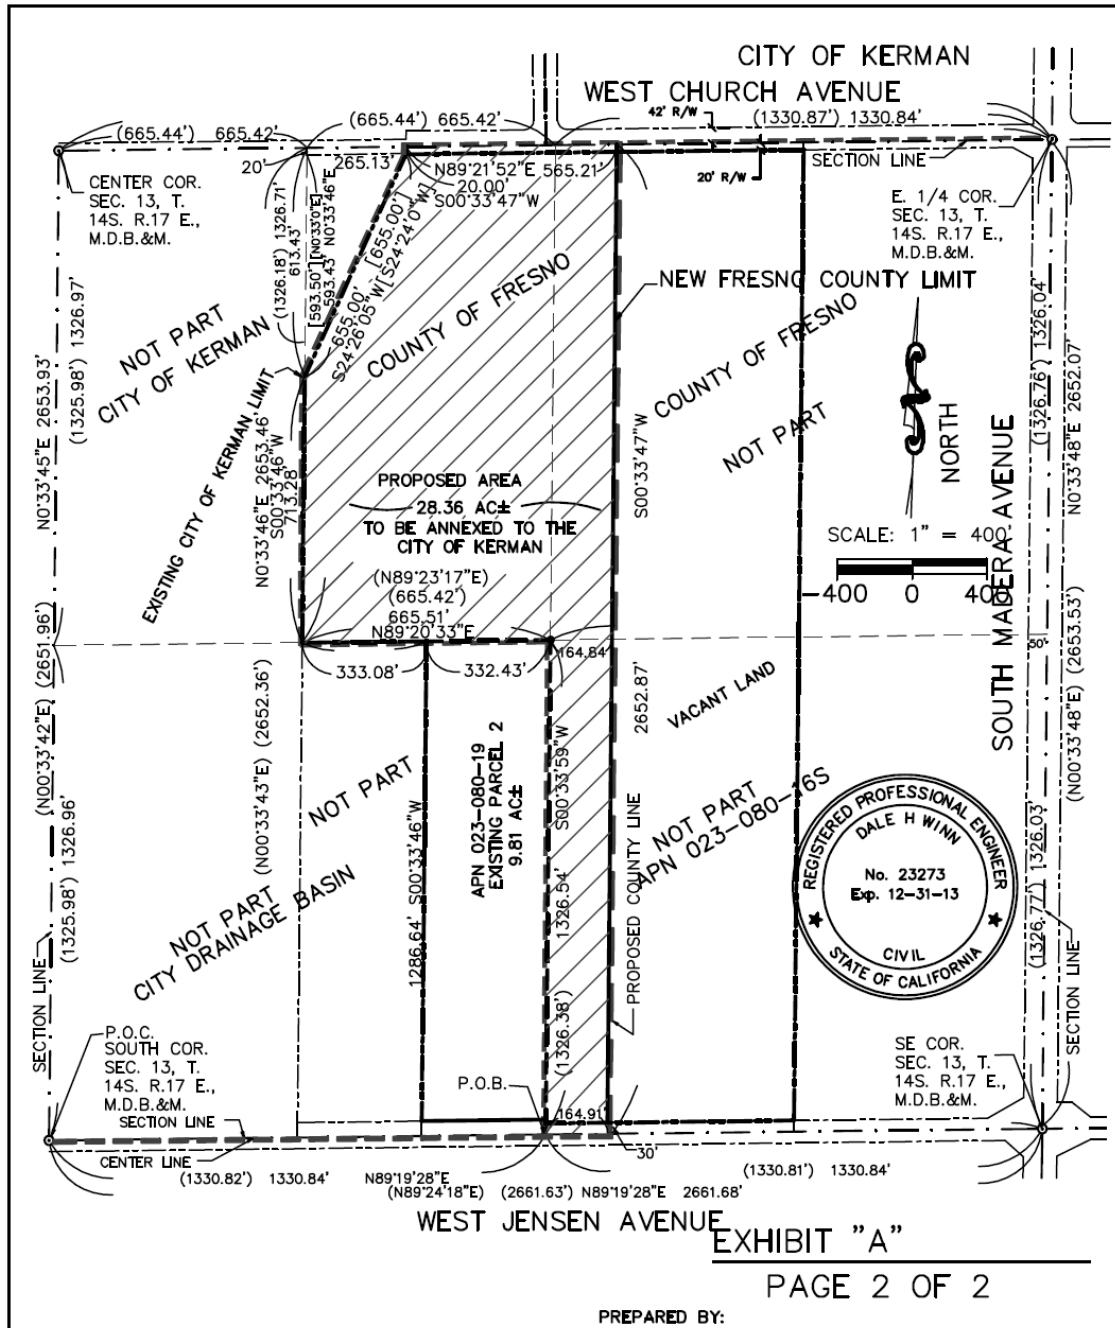 CITY OF KERMAN
WEST CHURCH AVENUE
(665.44') 665.42'
(665.44') 665.42'
42' R/W
(1330.87') 1330.84'
SECTION LINE
20'
265.13'
N89°21'52"E 565.21'
20.00'
S00°33'47"W
20' R/W
CENTER COR.
SEC. 13, T.
14S. R.17 E.,
M.D.B.&M.
E. 1/4 COR.
SEC. 13, T.
14S. R.17 E.,
M.D.B.&M.
(1326.18') 1326.71'
613.43'
[593.50'][N0°33'0"E]
593.43' N0°33'46"E
[655.00'] [S24°24'0"W]
655.00'
S24°26'05"W
COUNTY OF FRESNO
NEW FRESNO COUNTY LIMIT
COUNTY OF FRESNO
NOT PART
NOT PART
CITY OF KERMAN
EXISTING CITY OF KERMAN LIMIT
N0°33'45"E 2653.93'
(1325.98') 1326.97'
N0°33'46"E 2653.46'
S00°33'46"W
713.28'
PROPOSED AREA
28.36 AC±
TO BE ANNEXED TO THE
CITY OF KERMAN
S00°33'47"W
NORTH
SCALE: 1" = 400'
-400 0 400
(1326.76') 1326.04'
N0°33'48"E 2652.07'
SOUTH MADERA AVENUE
(N89°23'17"E)
(665.42')
665.51'
N89°20'33"E
333.08'
332.43'
164.84'
50'
(N00°33'42"E) (2651.96')
(N00°33'43"E) (2652.36')
2652.87'
VACANT LAND
(N00°33'48"E) (2653.53')
NOT PART
APN 023-080-19
EXISTING PARCEL 2
9.81 AC±
S00°33'59"W
1326.54'
(1326.38')
1286.64' S00°33'46"W
PROPOSED COUNTY LINE
NOT PART
APN 023-080-16S
REGISTERED PROFESSIONAL ENGINEER
DALE H WINN
No. 23273
Exp. 12-31-13
CIVIL
STATE OF CALIFORNIA
(1326.77') 1326.03'
SECTION LINE
NOT PART
CITY DRAINAGE BASIN
(1325.98') 1326.96'
SECTION LINE
P.O.C.
SOUTH COR.
SEC. 13, T.
14S. R.17 E.,
M.D.B.&M.
SECTION LINE
CENTER LINE
P.O.B.
164.91'
30'
SE COR.
SEC. 13, T.
14S. R.17 E.,
M.D.B.&M.
(1330.82') 1330.84'
N89°19'28"E
(N89°24'18"E) (2661.63') N89°19'28"E 2661.68'
(1330.81') 1330.84'
WEST JENSEN AVENUE
EXHIBIT "A"
PAGE 2 OF 2
PREPARED BY: